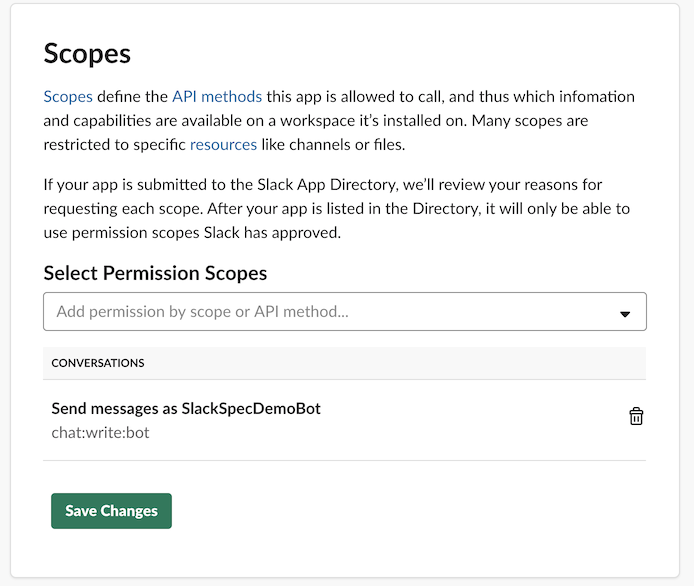 Scopes
Scopes define the API methods this app is allowed to call, and thus which infomation
and capabilities are available on a workspace it's installed on. Many scopes are
restricted to specific resources like channels or files.
If your app is submitted to the Slack App Directory, we'll review your reasons for
requesting each scope. After your app is listed in the Directory, it will only be able to
use permission scopes Slack has approved.
Select Permission Scopes
Add permission by scope or API method...
CONVERSATIONS
Send messages as SlackSpecDemoBot
chat:write:bot
Save Changes